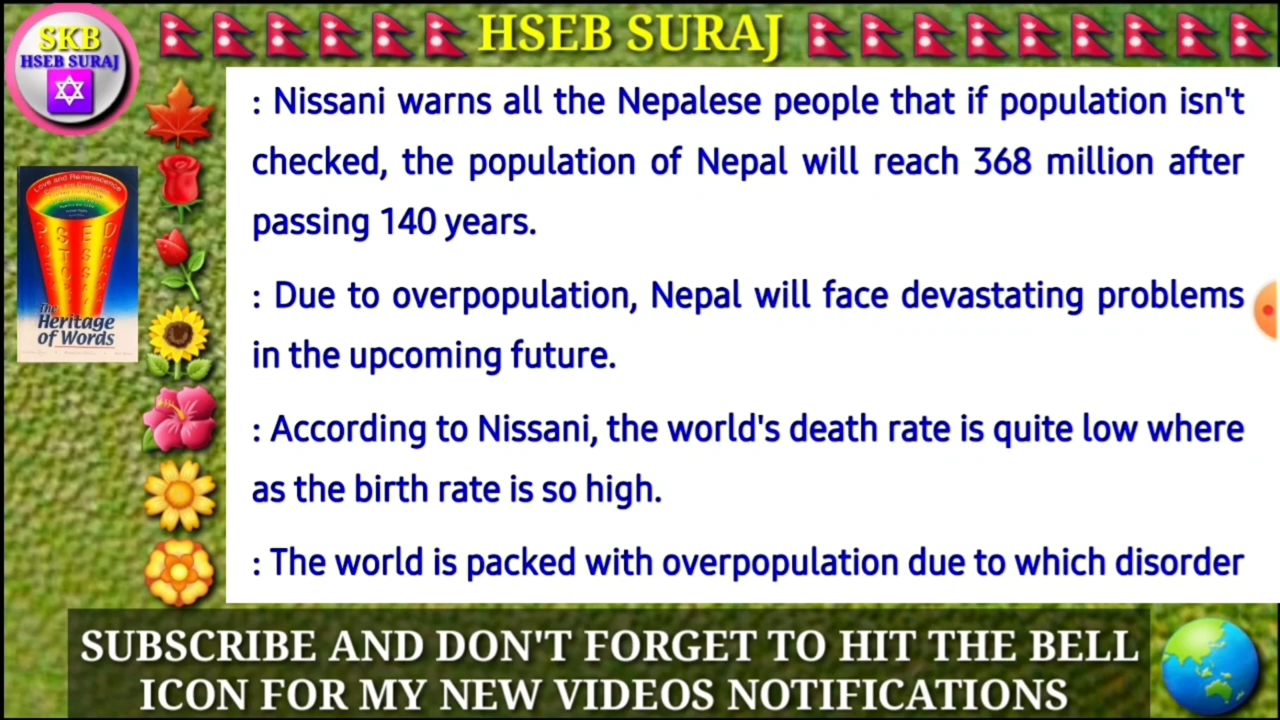 SKB
HSEB SURAJ
HSEB SURAJ
: Nissani warns all the Nepalese people that if population isn't
checked, the population of Nepal will reach 368 million after
passing 140 years.
: Due to overpopulation, Nepal will face devastating problems
in the upcoming future.
: According to Nissani, the world's death rate is quite low where
as the birth rate is so high.
: The world is packed with overpopulation due to which disorder
Love and Reminiscence
The
Heritage
of Words
SUBSCRIBE AND DON'T FORGET TO HIT THE BELL
ICON FOR MY NEW VIDEOS NOTIFICATIONS